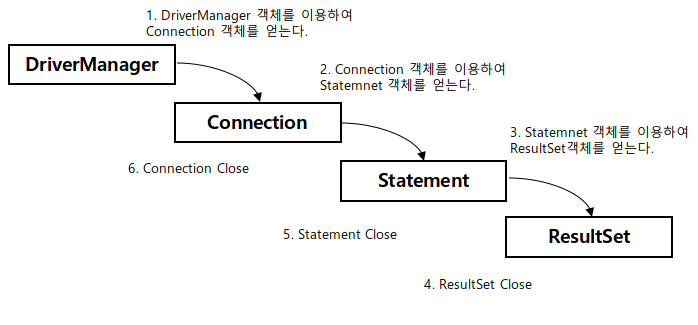 1. DriverManager 객체를 이용하여
Connection 객체를 얻는다.
DriverManager
2. Connection 객체를 이용하여
Statemnet 객체를 얻는다.
Connection
3. Statemnet 객체를 이용하여
ResultSet객체를 얻는다.
6. Connection Close
Statement
5. Statement Close
ResultSet
4. ResultSet Close